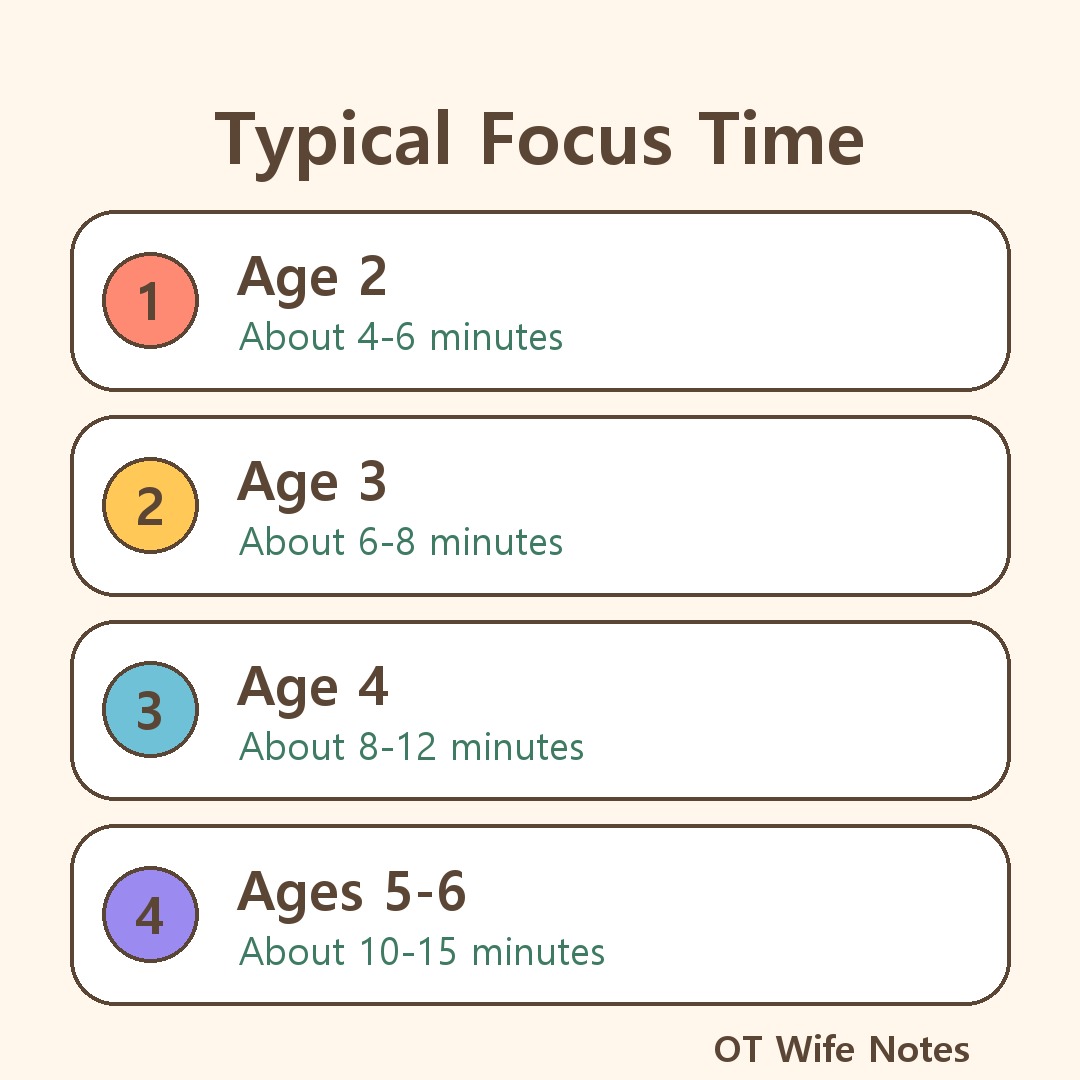 Typical Focus Time
1
Age 2
About 4-6 minutes
2
Age 3
About 6-8 minutes
3
Age 4
About 8-12 minutes
4
Ages 5-6
About 10-15 minutes
OT Wife Notes